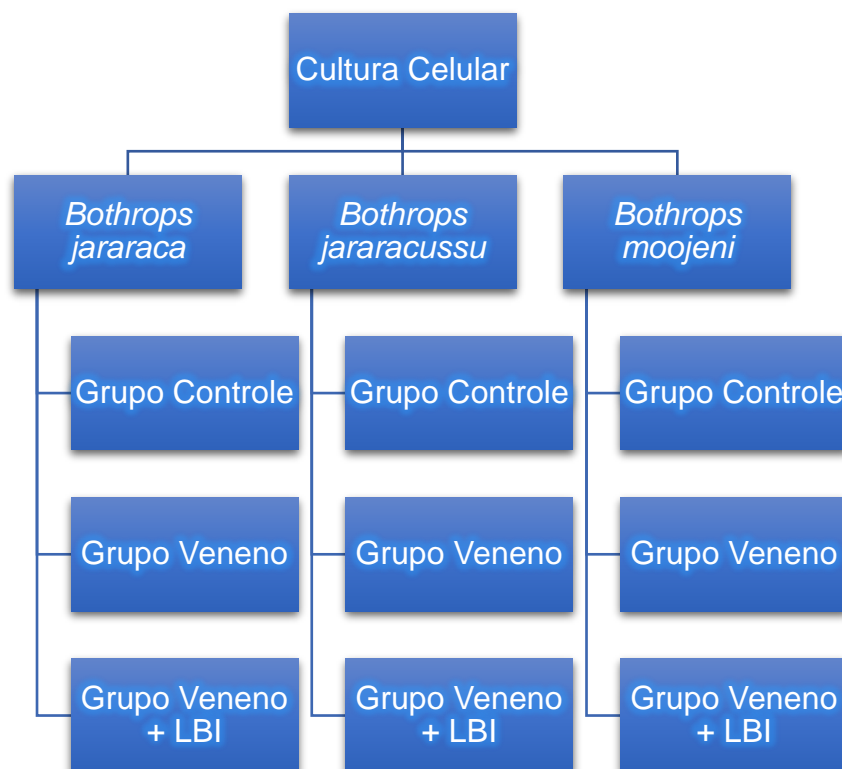 Cultura Celular
Bothrops
jararaca
Bothrops
jararacussu
Bothrops
moojeni
Grupo Controle
Grupo Controle
Grupo Controle
Grupo Veneno
Grupo Veneno
Grupo Veneno
Grupo Veneno
+ LBI
Grupo Veneno
+ LBI
Grupo Veneno
+ LBI